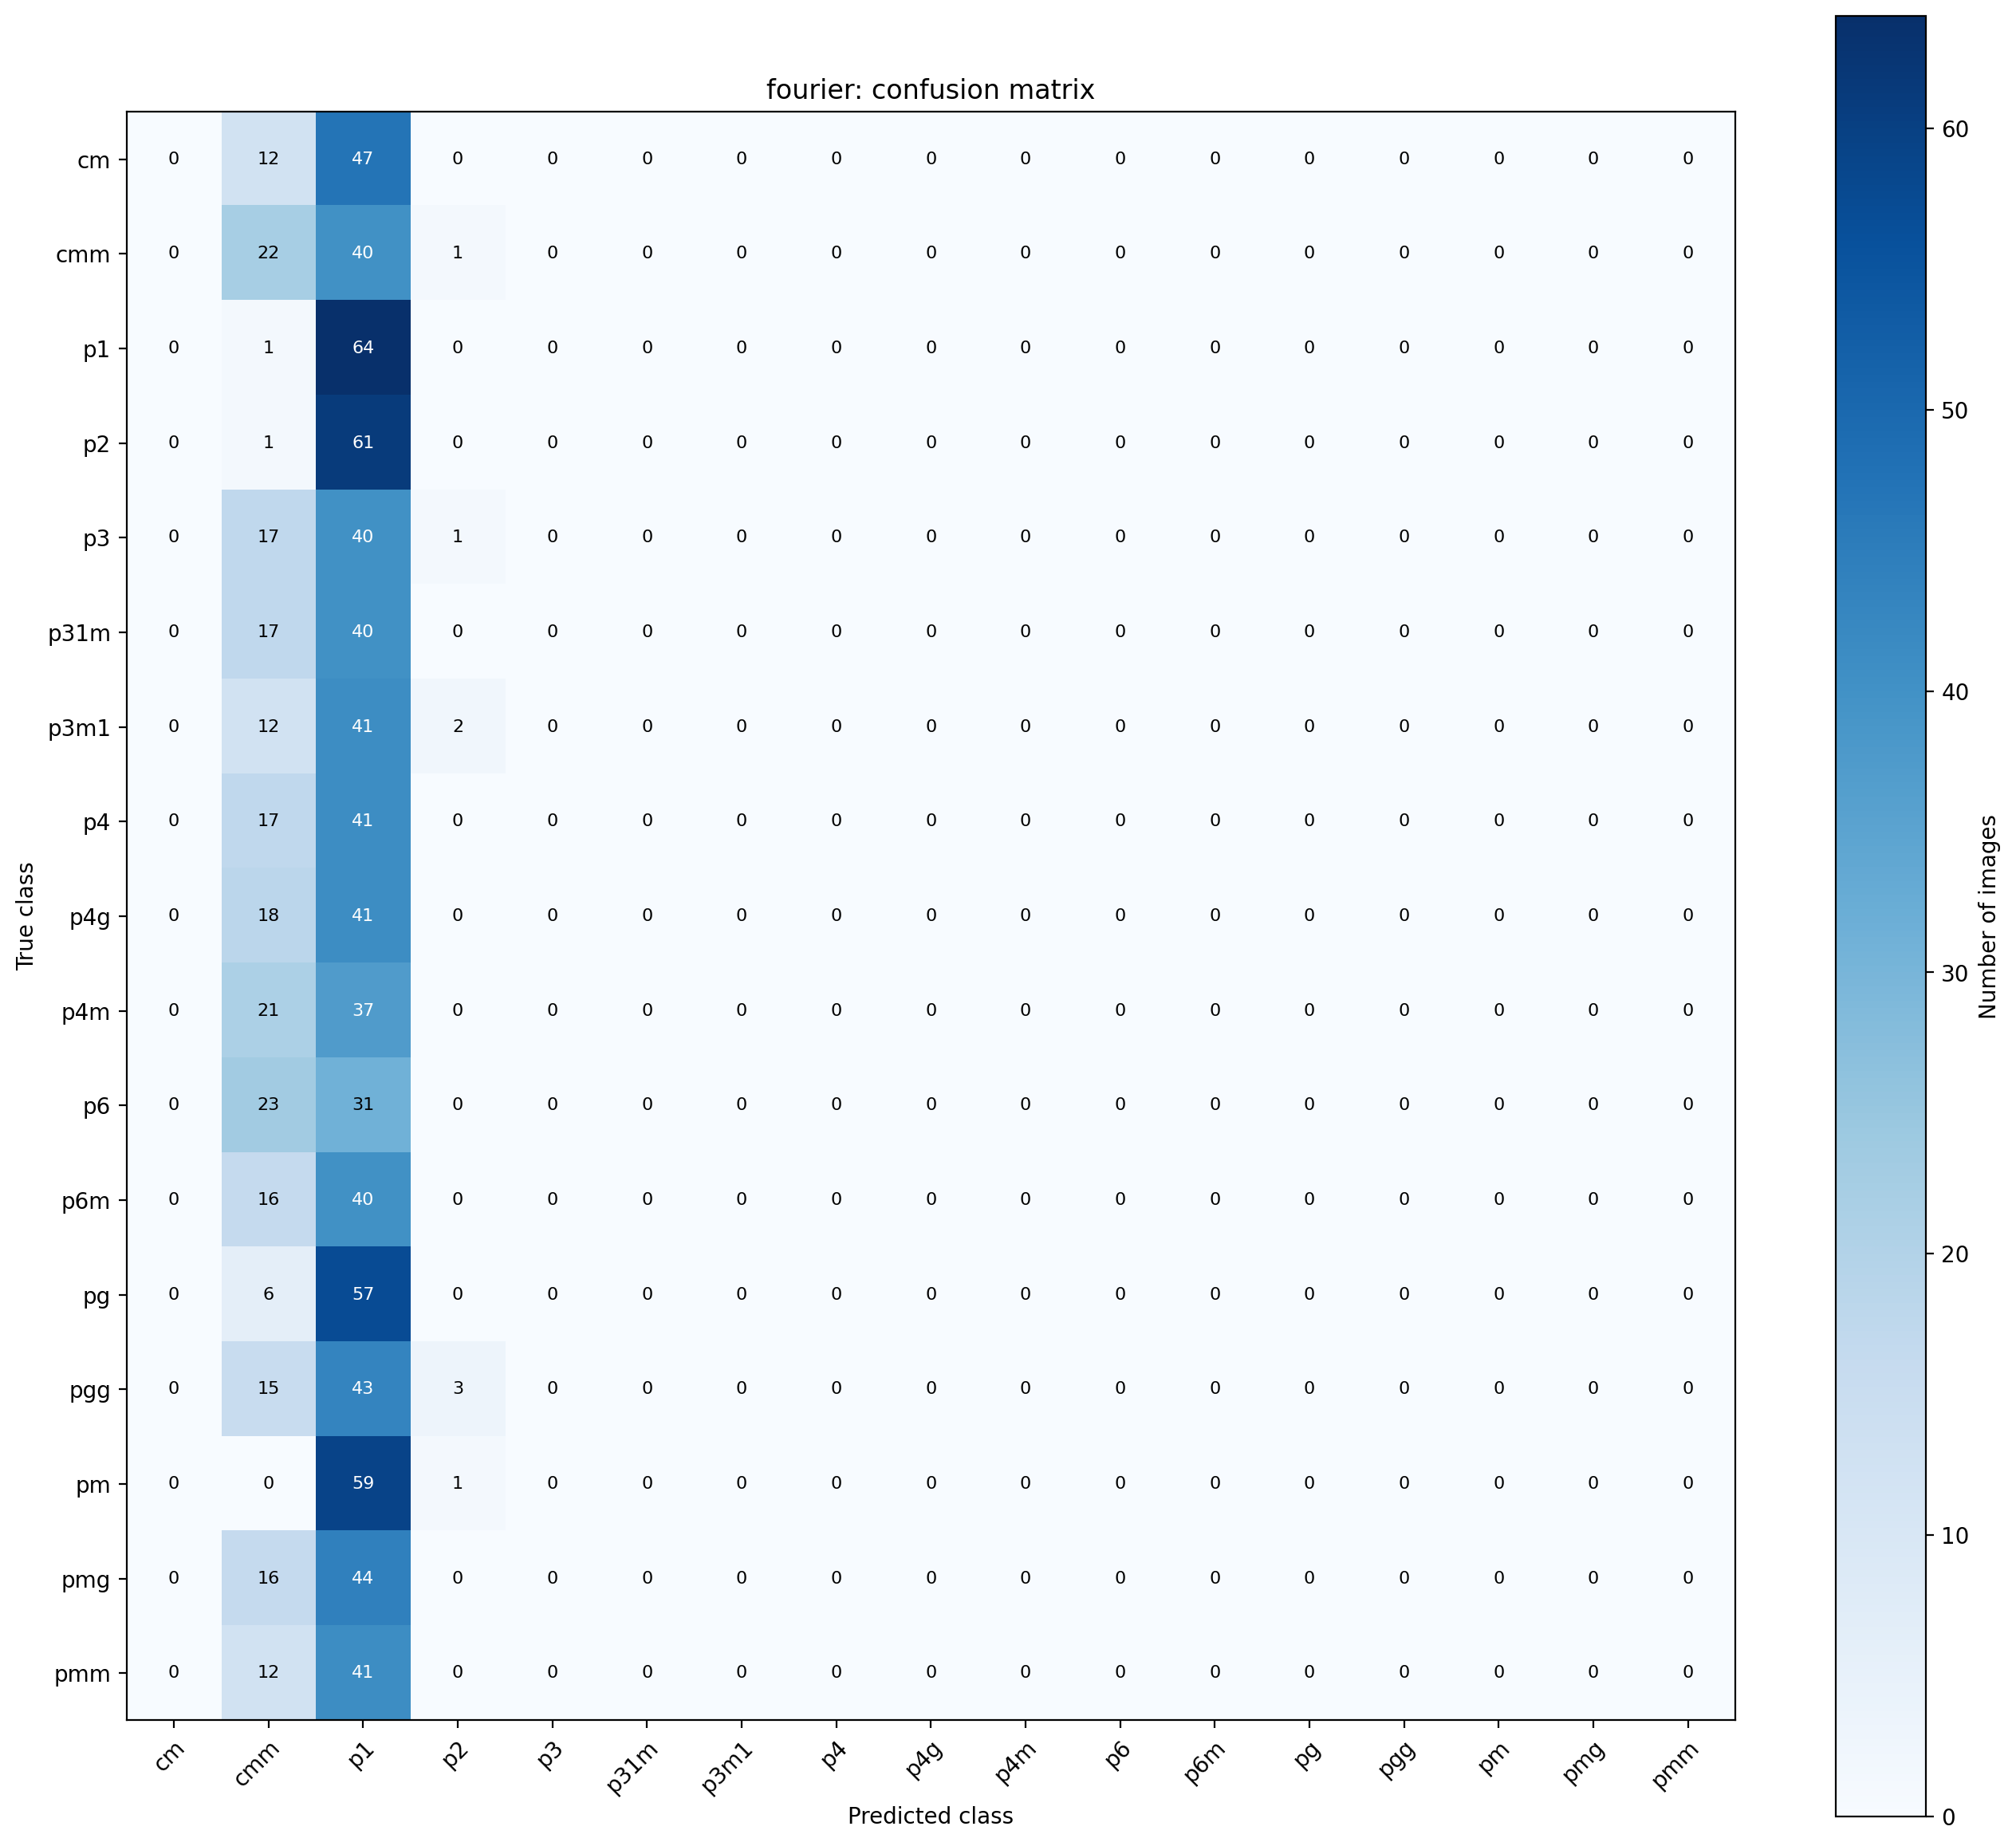 fourier: confusion matrix
cm 0 12 47 0 0 0 0 0 0 0 0 0 0 0 0 0 0
cmm 0 22 40 1 0 0 0 0 0 0 0 0 0 0 0 0 0
p1 0 1 64 0 0 0 0 0 0 0 0 0 0 0 0 0 0
p2 0 1 61 0 0 0 0 0 0 0 0 0 0 0 0 0 0
p3 0 17 40 1 0 0 0 0 0 0 0 0 0 0 0 0 0
p31m 0 17 40 0 0 0 0 0 0 0 0 0 0 0 0 0 0
p3m1 0 12 41 2 0 0 0 0 0 0 0 0 0 0 0 0 0
p4 0 17 41 0 0 0 0 0 0 0 0 0 0 0 0 0 0
p4g 0 18 41 0 0 0 0 0 0 0 0 0 0 0 0 0 0
p4m 0 21 37 0 0 0 0 0 0 0 0 0 0 0 0 0 0
p6 0 23 31 0 0 0 0 0 0 0 0 0 0 0 0 0 0
p6m 0 16 40 0 0 0 0 0 0 0 0 0 0 0 0 0 0
pg 0 6 57 0 0 0 0 0 0 0 0 0 0 0 0 0 0
pgg 0 15 43 3 0 0 0 0 0 0 0 0 0 0 0 0 0
pm 0 0 59 1 0 0 0 0 0 0 0 0 0 0 0 0 0
pmg 0 16 44 0 0 0 0 0 0 0 0 0 0 0 0 0 0
pmm 0 12 41 0 0 0 0 0 0 0 0 0 0 0 0 0 0
cm cmm p1 p2 p3 p31m p3m1 p4 p4g p4m p6 p6m pg pgg pm pmg pmm
Predicted class
True class
60
50
40
30
20
10
0
Number of images